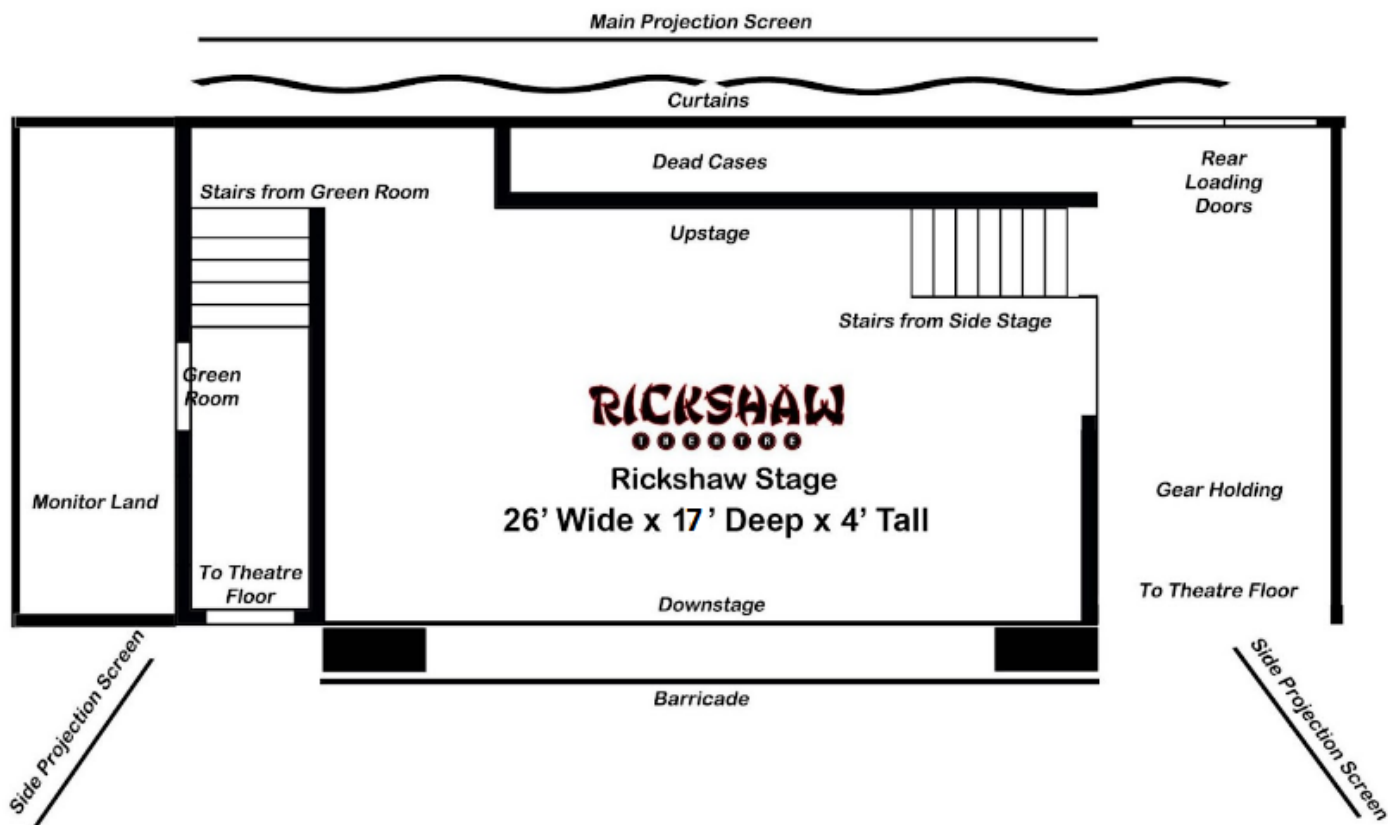 Main Projection Screen
Curtains
Dead Cases
Rear
Loading
Doors
Stairs from Green Room
Upstage
Stairs from Side Stage
Green
Room
RICKSHAW
THEATRE
Rickshaw Stage
26' Wide x 17' Deep x 4' Tall
Monitor Land
Gear Holding
To Theatre
Floor
Downstage
To Theatre Floor
Side Projection Screen
Barricade
Side Projection Screen